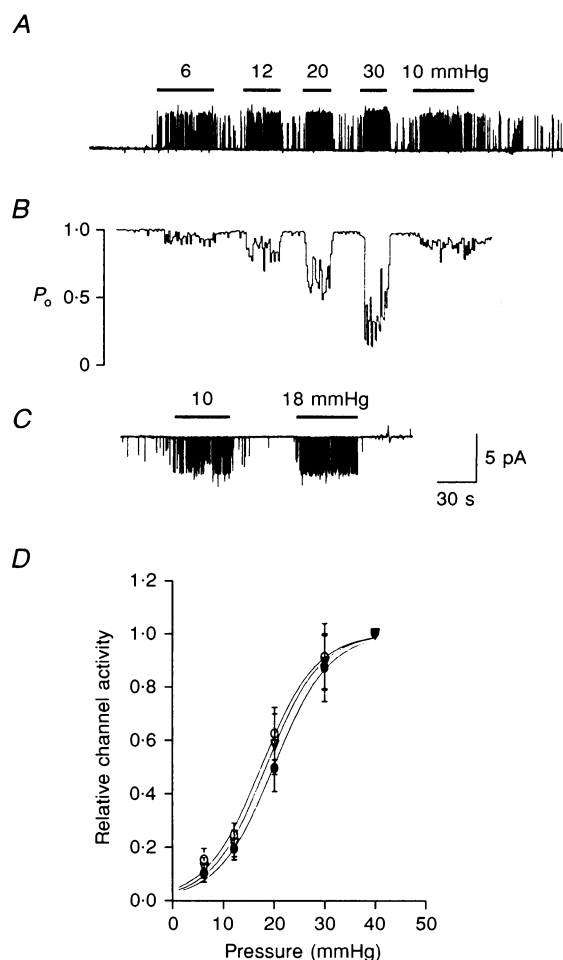 A
6 12 20 30 10 mmHg
B
1·0
Po 0·5
0
C
10 18 mmHg
5 pA
30 s
D
1·2
1·0
0·8
0·6
0·4
0·2
0·0
Relative channel activity
0 10 20 30 40 50
Pressure (mmHg)